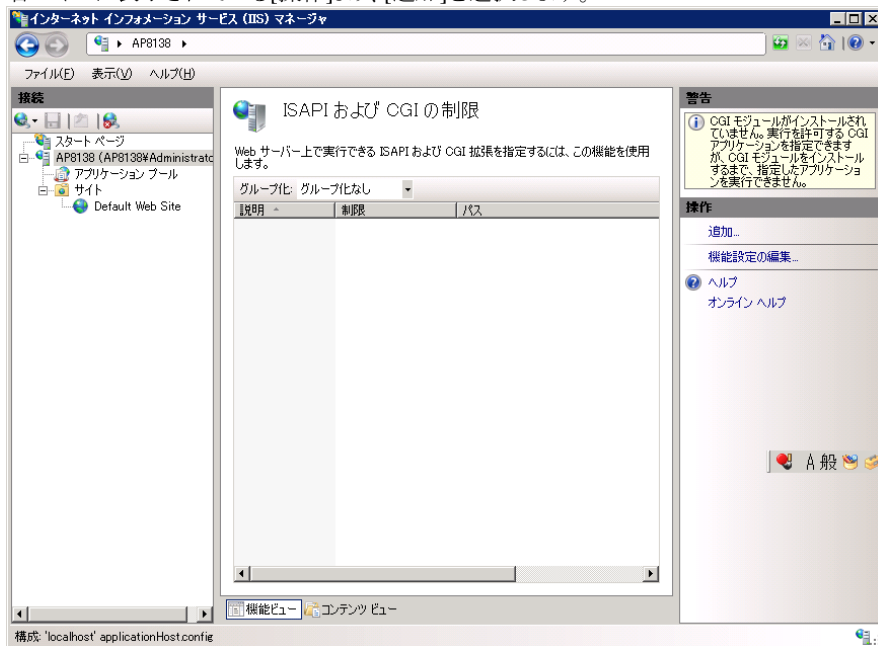 インターネット インフォメーション サービス (IIS) マネージャ
AP8138
ファイル(F) 表示(V) ヘルプ(H)
接続
スタート ページ
AP8138 (AP8138¥Administrato
アプリケーション プール
サイト
Default Web Site
ISAPI および CGI の制限
Web サーバー上で実行できる ISAPI および CGI 拡張を指定するには、この機能を使用
します。
グループ化: グループ化なし
説明 制限 パス
機能ビュー コンテンツ ビュー
警告
CGI モジュールがインストールされ
ていません。実行を許可する CGI
アプリケーションを指定できます
が、CGI モジュールをインストール
するまで、指定したアプリケーショ
ンを実行できません。
操作
追加...
機能設定の編集...
ヘルプ
オンライン ヘルプ
A 般
構成: 'localhost' applicationHost.config